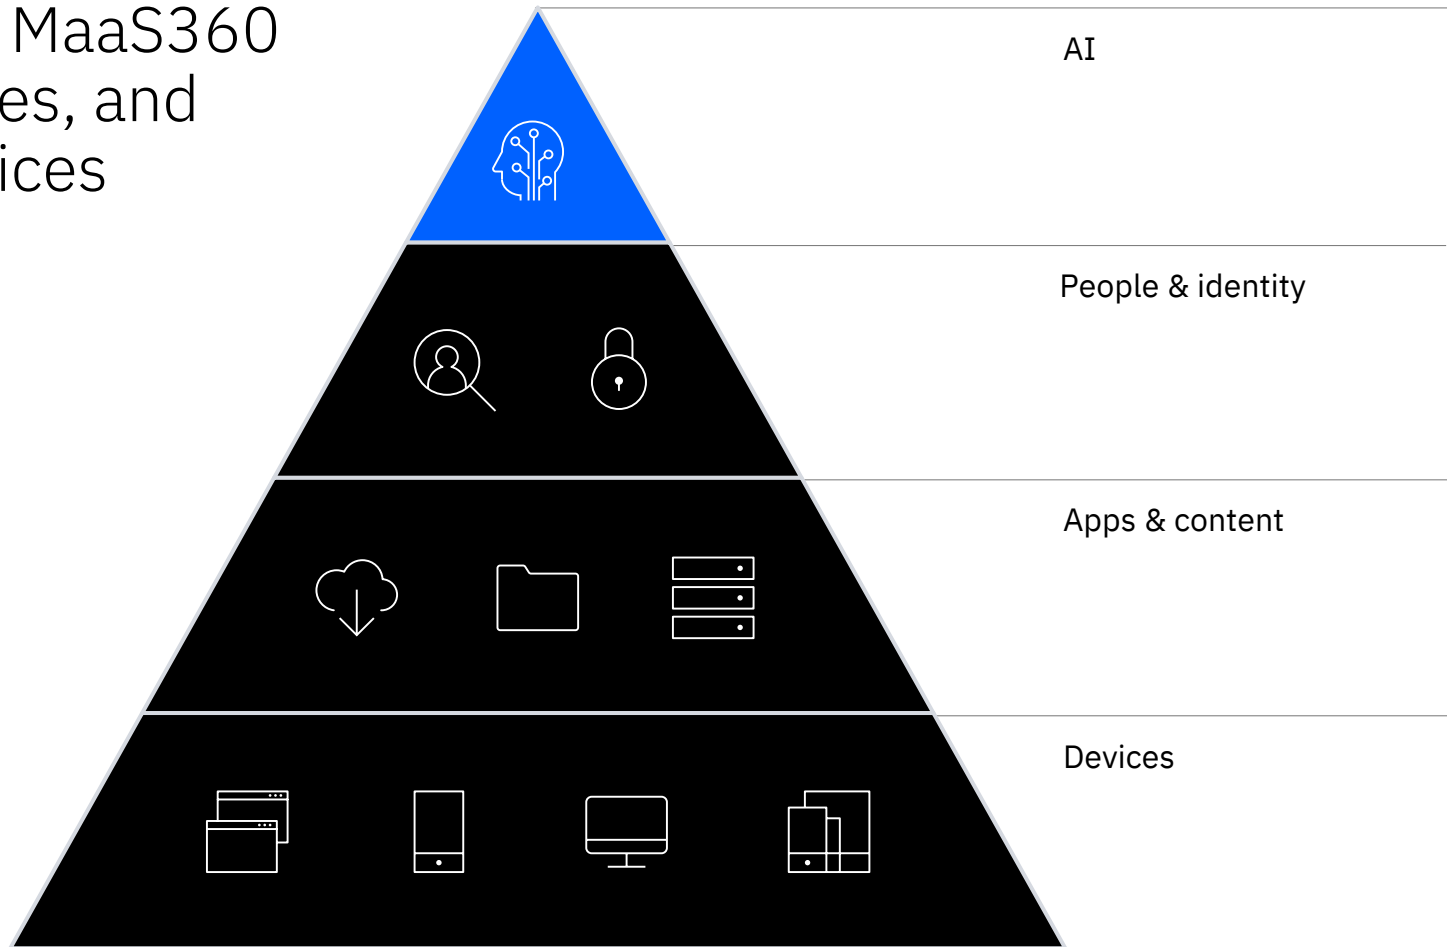 MaaS360
es, and
ices
AI
People & identity
Apps & content
Devices